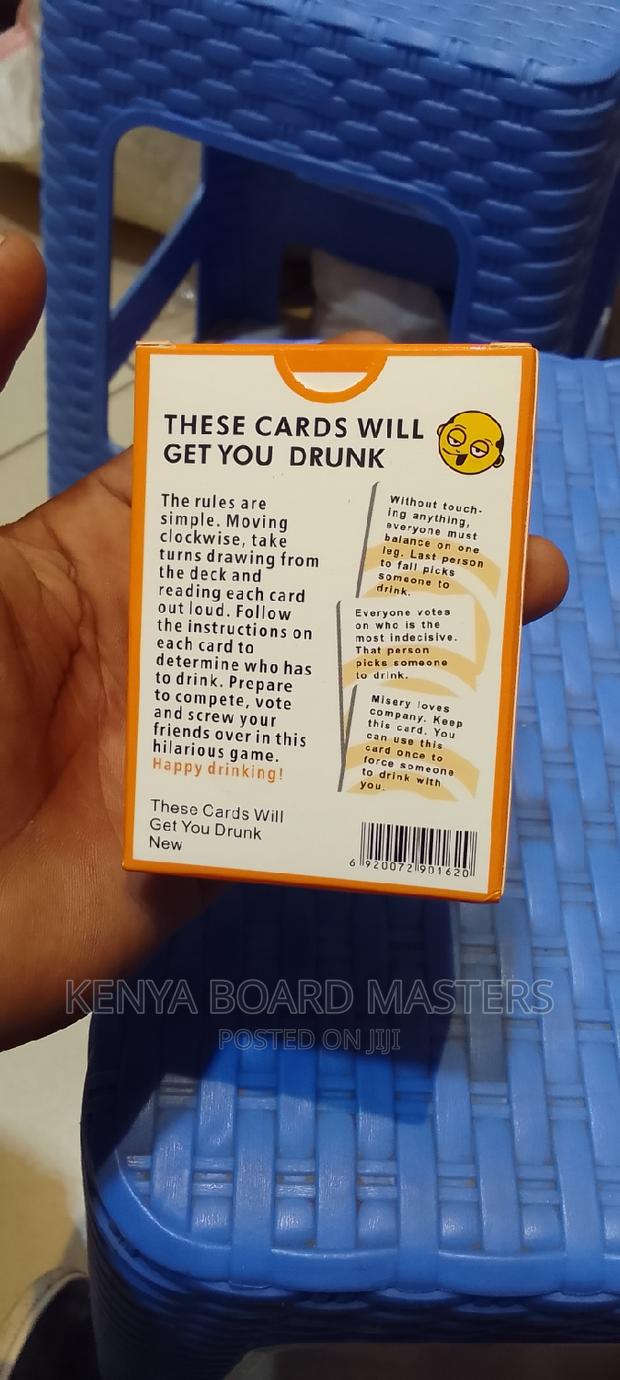 THESE CARDS WILL
GET YOU DRUNK
The rules are
simple. Moving
clockwise, take
turns drawing from
the deck and
reading each card
out loud. Follow
the instructions on
each card to
determine who has
to drink. Prepare
to compete, vote
and screw your
friends over in this
hilarious game.
Happy drinking!
Without touch-
ing anything,
everyone must
balance on one
leg. Last person
to fall picks
someone to
drink.
Everyone votes
on who is the
most indecisive.
That person
picks someone
to drink.
Misery loves
company. Keep
this card. You
can use this
card once to
force someone
to drink with
you.
These Cards Will
Get You Drunk
New
6 920072 901620
KENYA BOARD MASTERS
POSTED ON JIJI